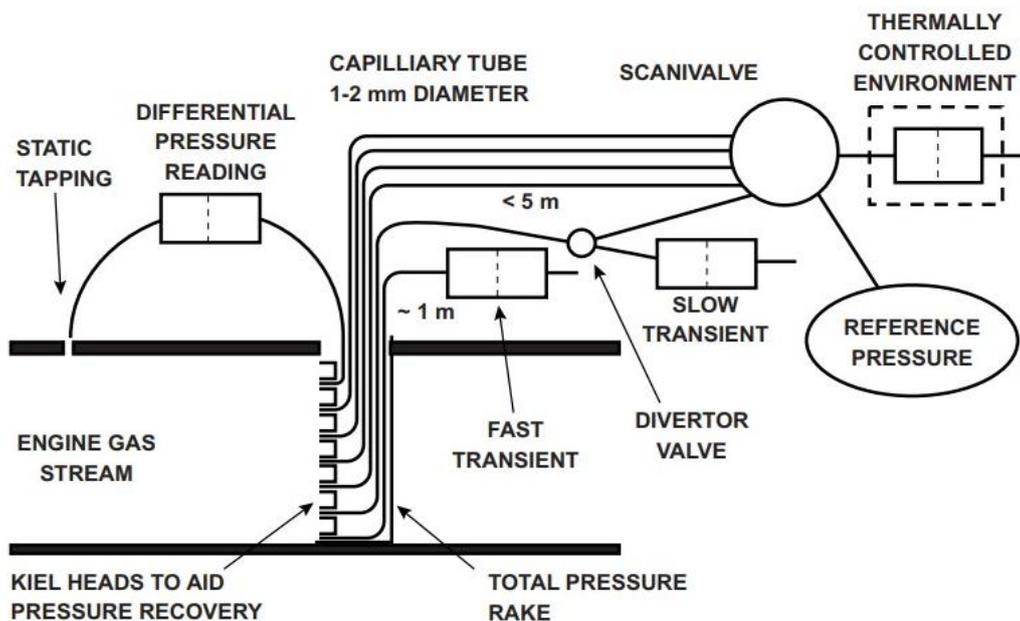 THERMALLY
CONTROLLED
ENVIRONMENT
CAPILLIARY TUBE
1-2 mm DIAMETER
SCANIVALVE
DIFFERENTIAL
PRESSURE
READING
STATIC
TAPPING
< 5 m
~ 1 m
SLOW
TRANSIENT
REFERENCE
PRESSURE
FAST
TRANSIENT
DIVERTOR
VALVE
ENGINE GAS
STREAM
KIEL HEADS TO AID
PRESSURE RECOVERY
TOTAL PRESSURE
RAKE